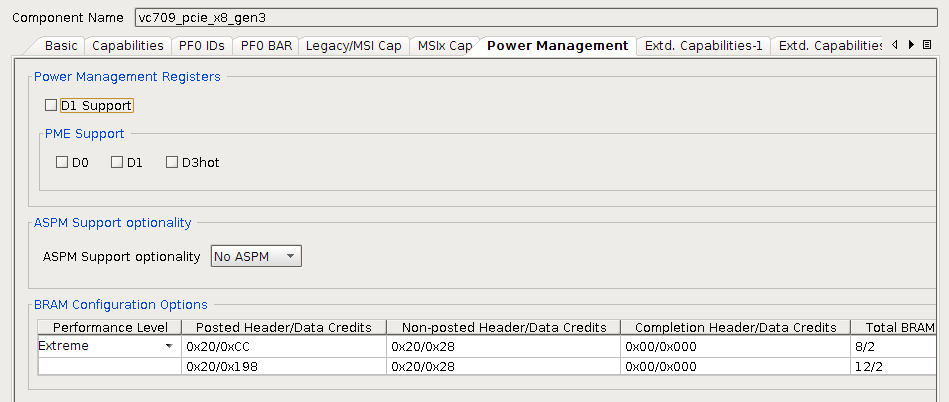 Component Name vc709_pcie_x8_gen3
Basic Capabilities PF0 IDs PF0 BAR Legacy/MSI Cap MSIx Cap Power Management Extd. Capabilities-1 Extd. Capabilities
Power Management Registers
D1 Support
PME Support
D0 D1 D3hot
ASPM Support optionality
ASPM Support optionality No ASPM
BRAM Configuration Options
Performance Level Posted Header/Data Credits Non-posted Header/Data Credits Completion Header/Data Credits Total BRAM
Extreme 0x20/0xCC 0x20/0x28 0x00/0x000 8/2
0x20/0x198 0x20/0x28 0x00/0x000 12/2